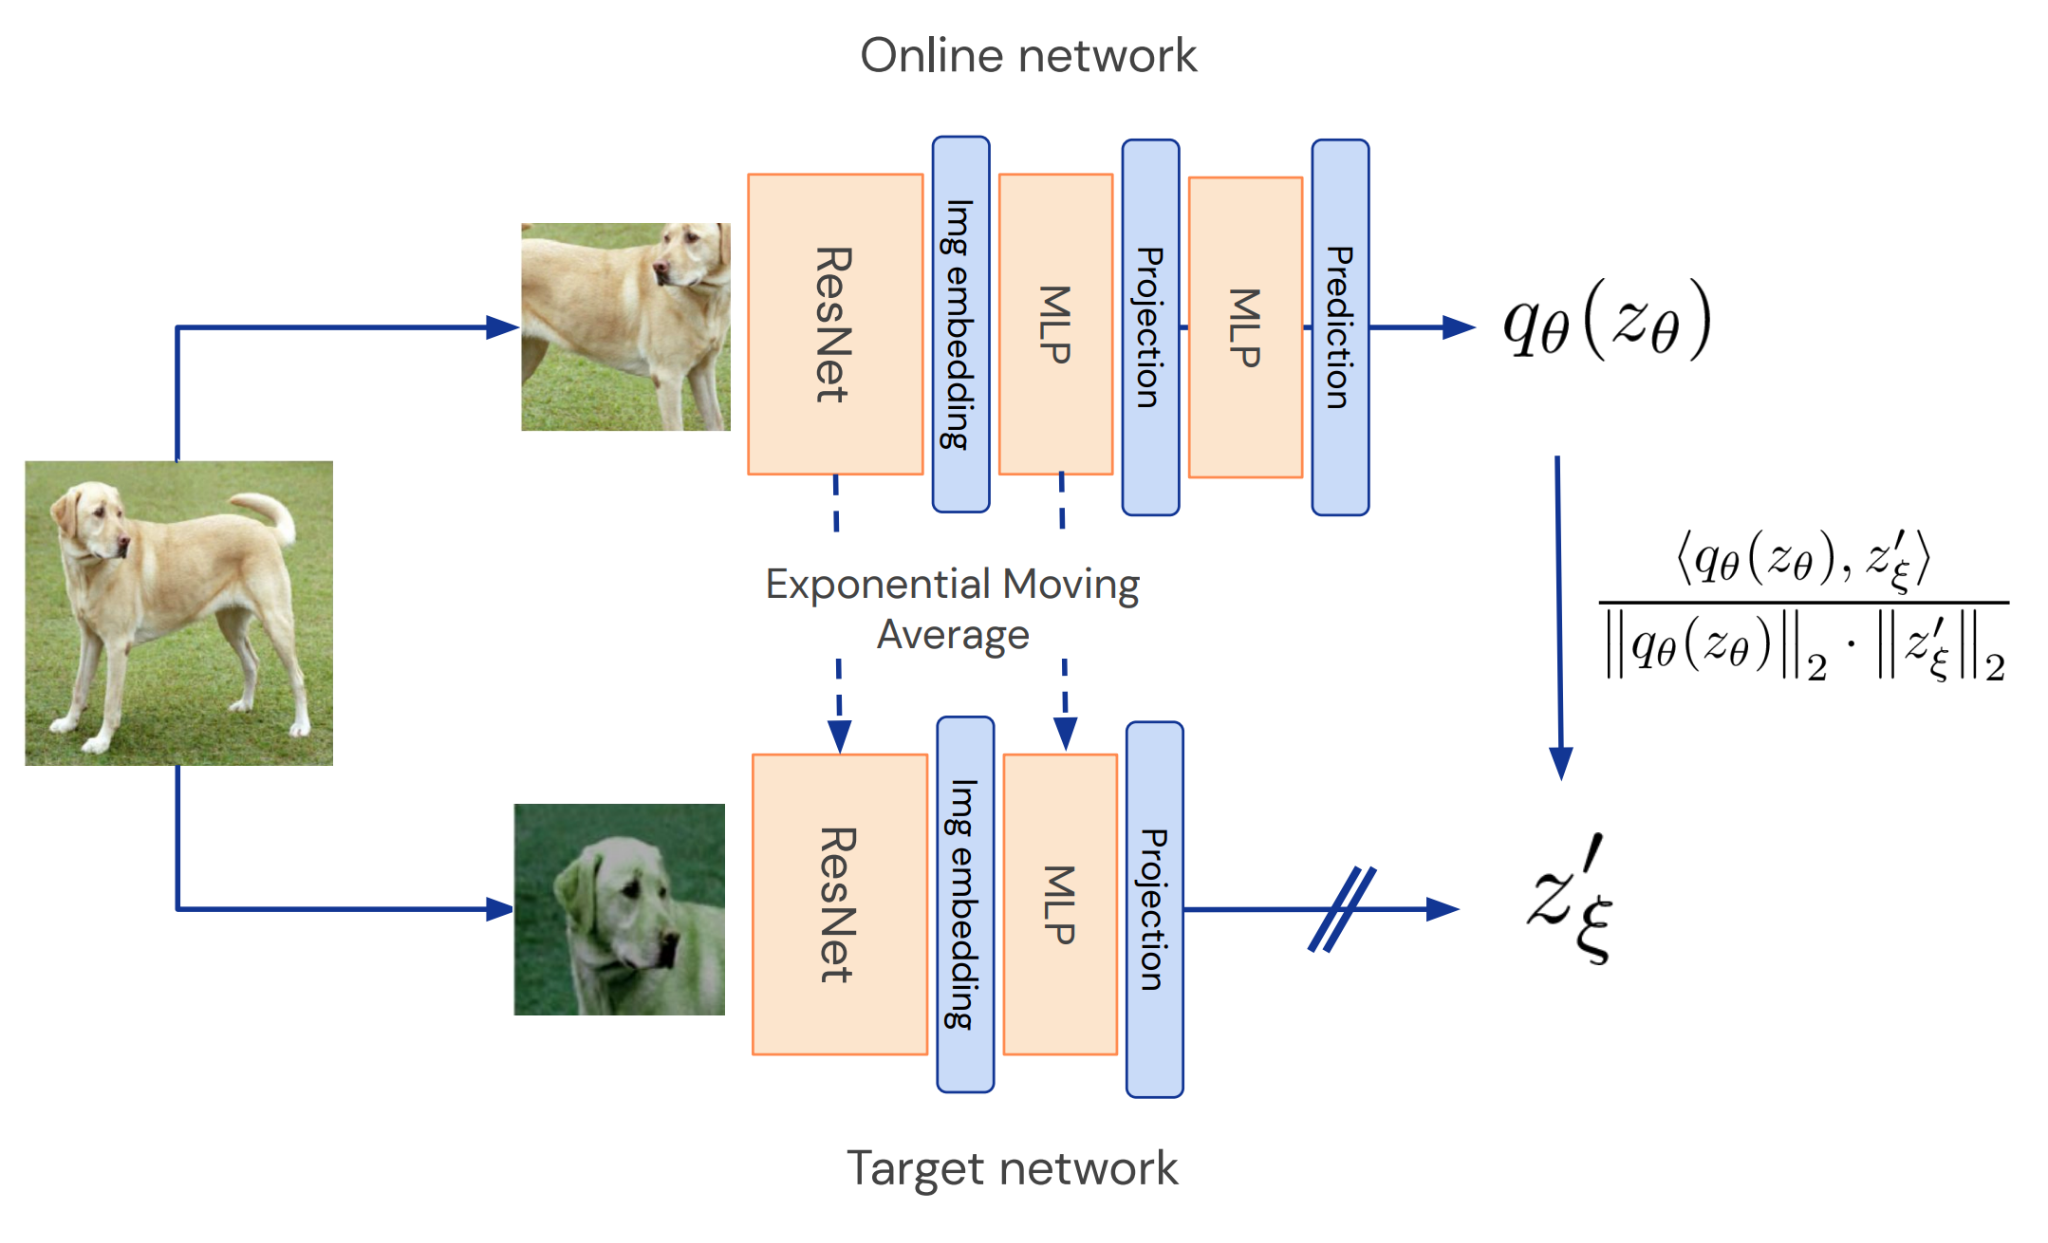 Online network
ResNet
Img embedding
MLP
Projection
MLP
Prediction
qθ(zθ)
Exponential Moving
Average
⟨qθ(zθ), z′ξ⟩
‖qθ(zθ)‖₂ · ‖z′ξ‖₂
ResNet
Img embedding
MLP
Projection
z′ξ
Target network